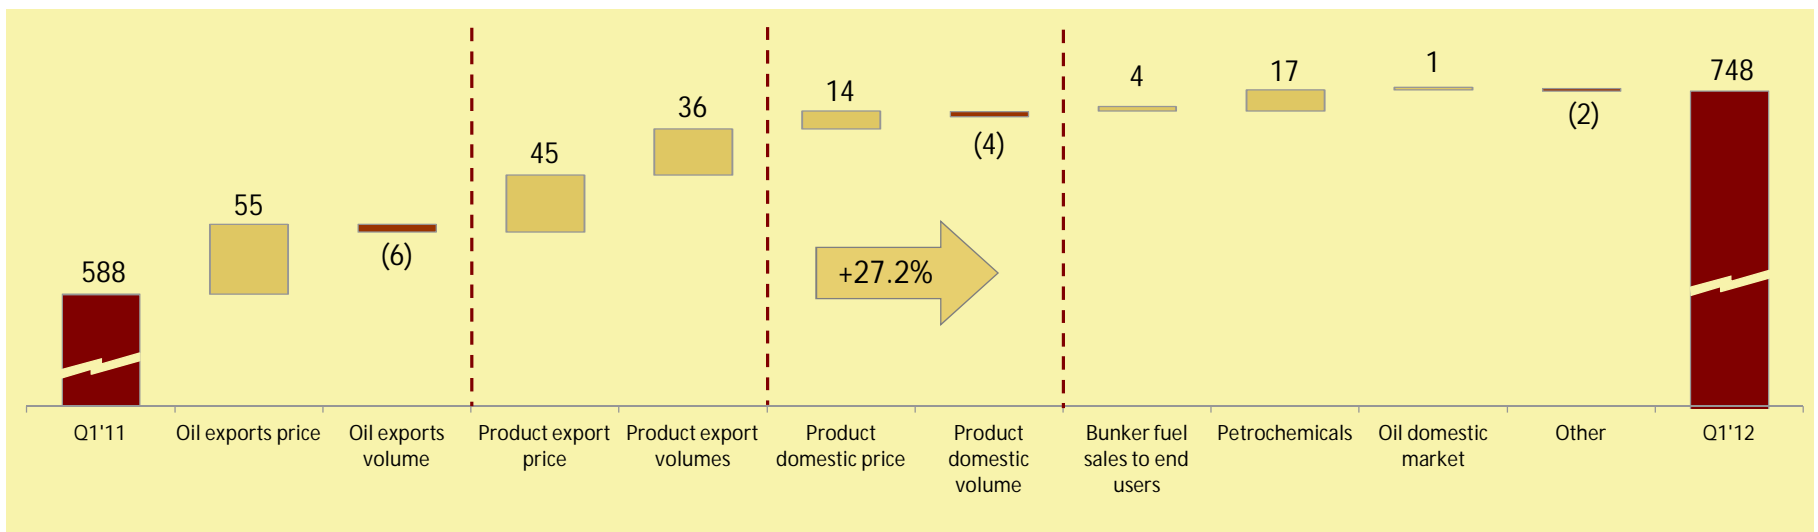 588
55
(6)
45
36
14
(4)
4
17
1
(2)
748
+27.2%
Q1'11
Oil exports price
Oil exports
volume
Product export
price
Product export
volumes
Product
domestic price
Product
domestic
volume
Bunker fuel
sales to end
users
Petrochemicals
Oil domestic
market
Other
Q1'12